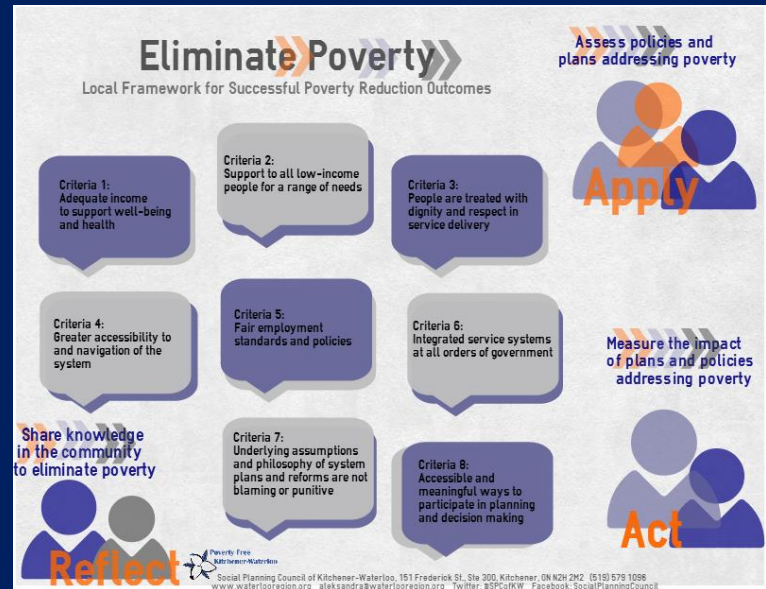 Eliminate Poverty
Local Framework for Successful Poverty Reduction Outcomes
Assess policies and
plans addressing poverty
Apply
Criteria 1:
Adequate income
to support well-being
and health
Criteria 2:
Support to all low-income
people for a range of needs
Criteria 3:
People are treated with
dignity and respect in
service delivery
Criteria 4:
Greater accessibility to
and navigation of the
system
Criteria 5:
Fair employment
standards and policies
Criteria 6:
Integrated service systems
at all orders of government
Measure the impact
of plans and policies
addressing poverty
Act
Share knowledge
in the community
to eliminate poverty
Reflect
Criteria 7:
Underlying assumptions
and philosophy of system
plans and reforms are not
blaming or punitive
Criteria 8:
Accessible and
meaningful ways to
participate in planning
and decision making
Poverty Free
Kitchener-Waterloo
Social Planning Council of Kitchener-Waterloo, 151 Frederick St., Ste 300, Kitchener, ON N2H 2M2 (519) 579 1096
www.waterlooregion.org aleksandra@waterlooregion.org Twitter: @SPCofKW Facebook: SocialPlanningCouncil